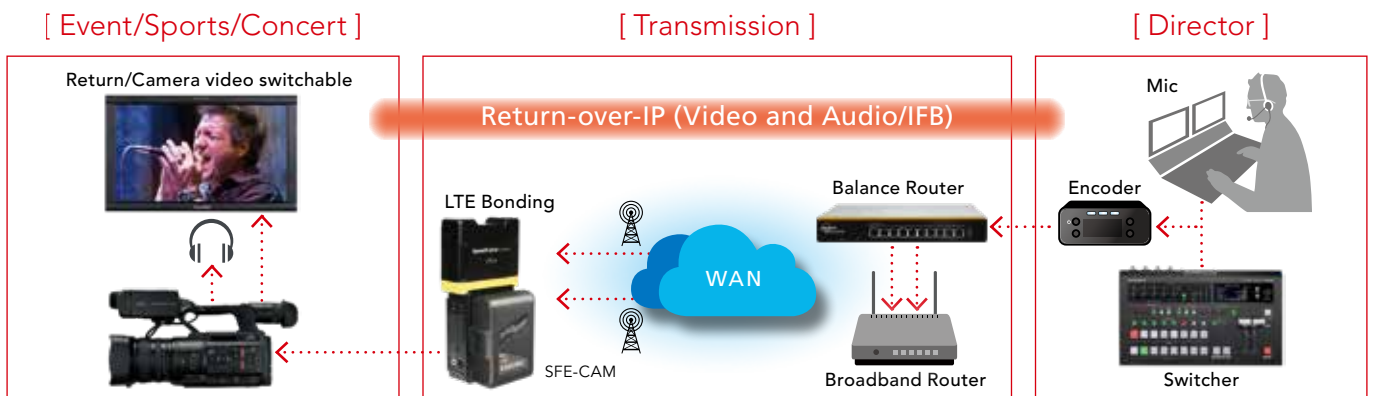 [ Event/Sports/Concert ]
[ Transmission ]
[ Director ]
Return/Camera video switchable
Return-over-IP (Video and Audio/IFB)
Mic
LTE Bonding
WAN
Balance Router
Encoder
SFE-CAM
Broadband Router
Switcher